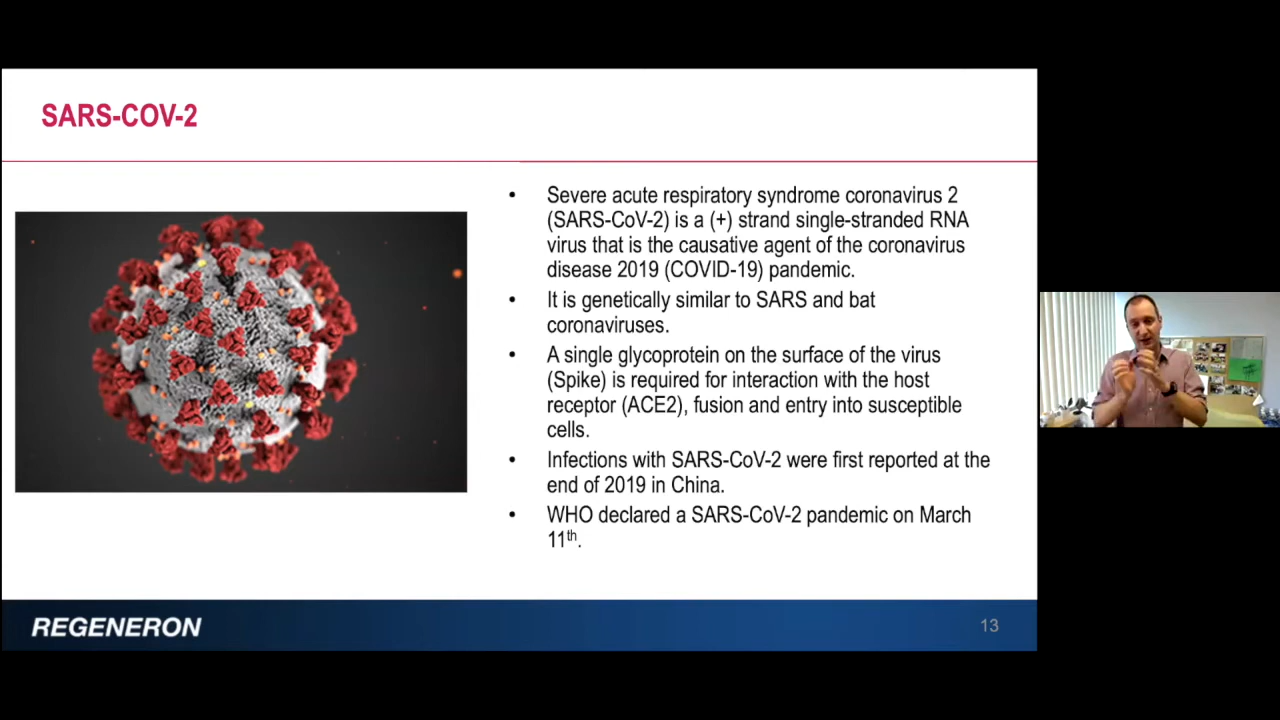 SARS-COV-2
• Severe acute respiratory syndrome coronavirus 2
(SARS-CoV-2) is a (+) strand single-stranded RNA
virus that is the causative agent of the coronavirus
disease 2019 (COVID-19) pandemic.
• It is genetically similar to SARS and bat
coronaviruses.
• A single glycoprotein on the surface of the virus
(Spike) is required for interaction with the host
receptor (ACE2), fusion and entry into susceptible
cells.
• Infections with SARS-CoV-2 were first reported at the
end of 2019 in China.
• WHO declared a SARS-CoV-2 pandemic on March
11th.
REGENERON
13